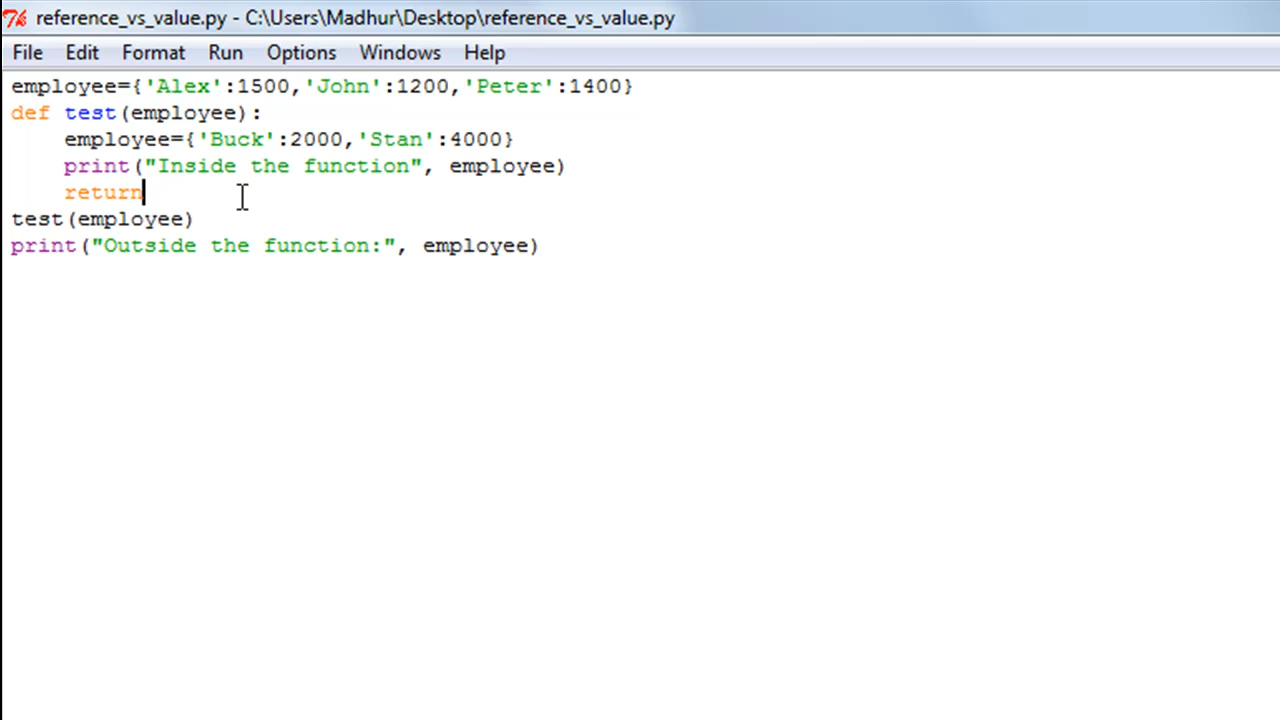 reference_vs_value.py - C:\Users\Madhur\Desktop\reference_vs_value.py
File Edit Format Run Options Windows Help
employee={'Alex':1500,'John':1200,'Peter':1400}
def test(employee):
    employee={'Buck':2000,'Stan':4000}
    print("Inside the function", employee)
    return
test(employee)
print("Outside the function:", employee)